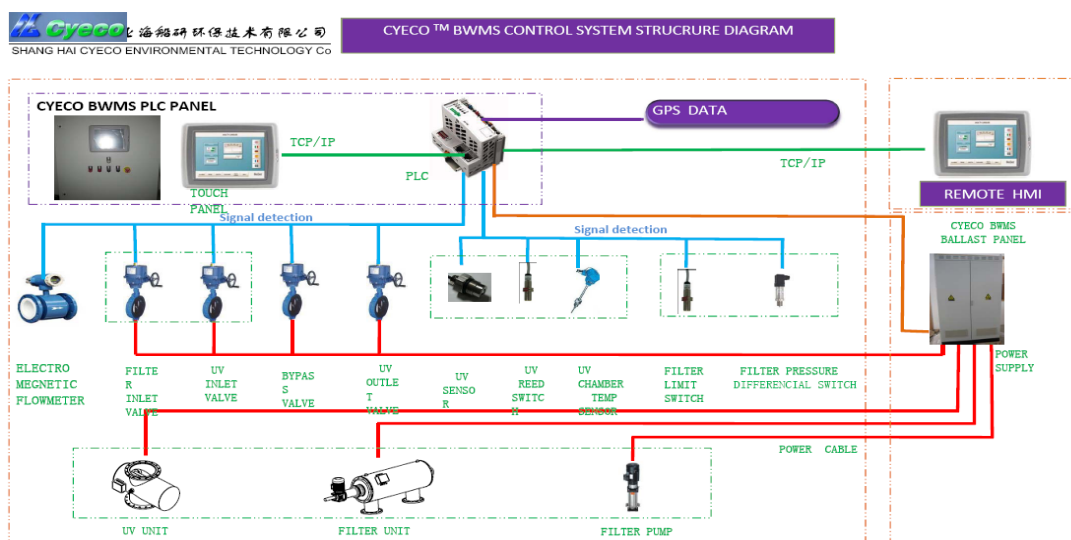 Cyeco
上海船研环保技术有限公司
SHANG HAI CYECO ENVIRONMENTAL TECHNOLOGY Co
CYECO ™ BWMS CONTROL SYSTEM STRUCRURE DIAGRAM
CYECO BWMS PLC PANEL
GPS DATA
TCP/IP
TCP/IP
PLC
TOUCH
PANEL
REMOTE HMI
Signal detection
Signal detection
CYECO BWMS
BALLAST PANEL
ELECTRO
MEGNETIC
FLOWMETER
FILTE
R
INLET
VALVE
UV
INLET
VALVE
BYPAS
S
VALVE
UV
OUTLE
T
VALVE
UV
SENSO
R
UV
REED
SWITC
H
UV
CHAMBER
TEMP
SENSOR
FILTER
LIMIT
SWITCH
FILTER PRESSURE
DIFFERENCIAL SWITCH
POWER
SUPPLY
POWER CABLE
UV UNIT
FILTER UNIT
FILTER PUMP